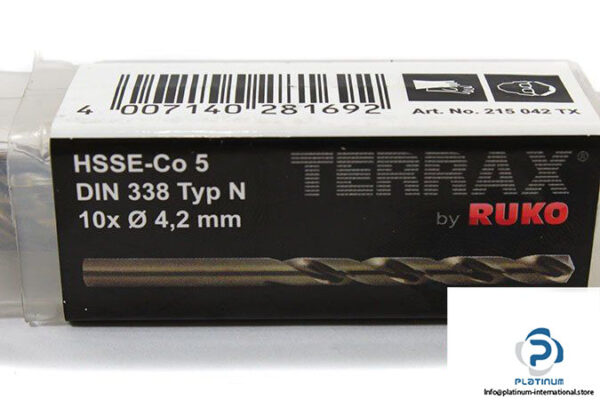 4 007140 281692
Art. No. 215 042 TX
HSSE-Co 5
DIN 338 Typ N
10x Ø 4,2 mm
TERRAX®
by RUKO
P
PLATINUM
Info@platinum-international.store